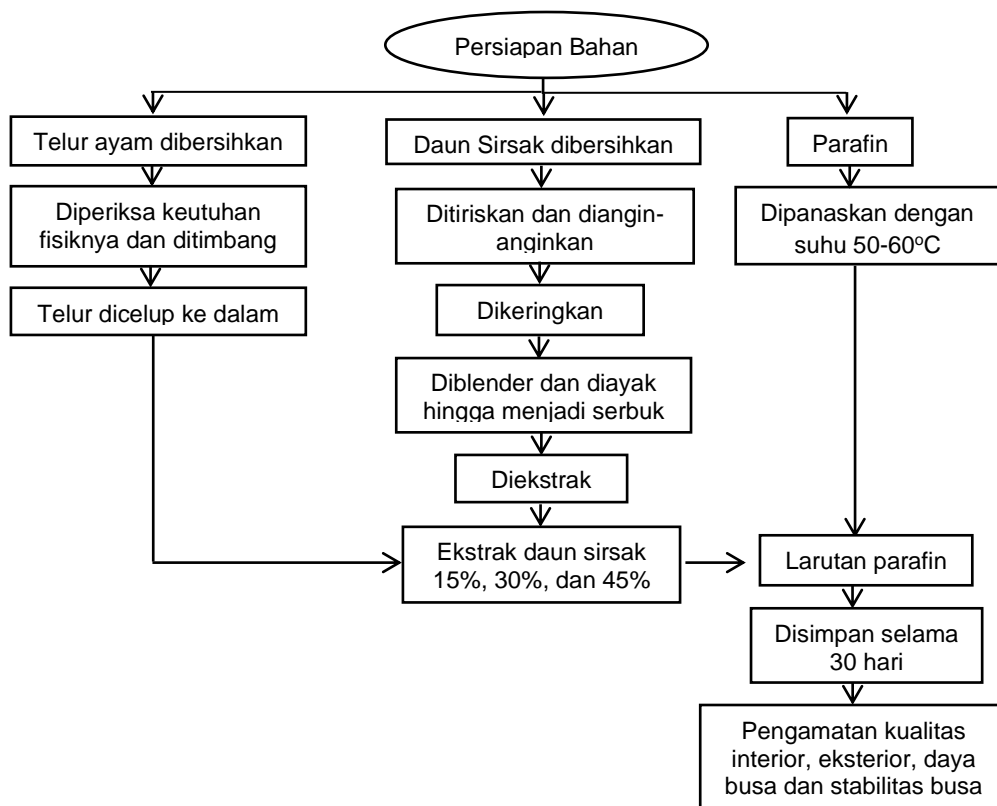 Persiapan Bahan
Telur ayam dibersihkan
Diperiksa keutuhan
fisiknya dan ditimbang
Telur dicelup ke dalam
Daun Sirsak dibersihkan
Ditiriskan dan diangin-
anginkan
Dikeringkan
Diblender dan diayak
hingga menjadi serbuk
Diekstrak
Ekstrak daun sirsak
15%, 30%, dan 45%
Parafin
Dipanaskan dengan
suhu 50-60°C
Larutan parafin
Disimpan selama
30 hari
Pengamatan kualitas
interior, eksterior, daya
busa dan stabilitas busa